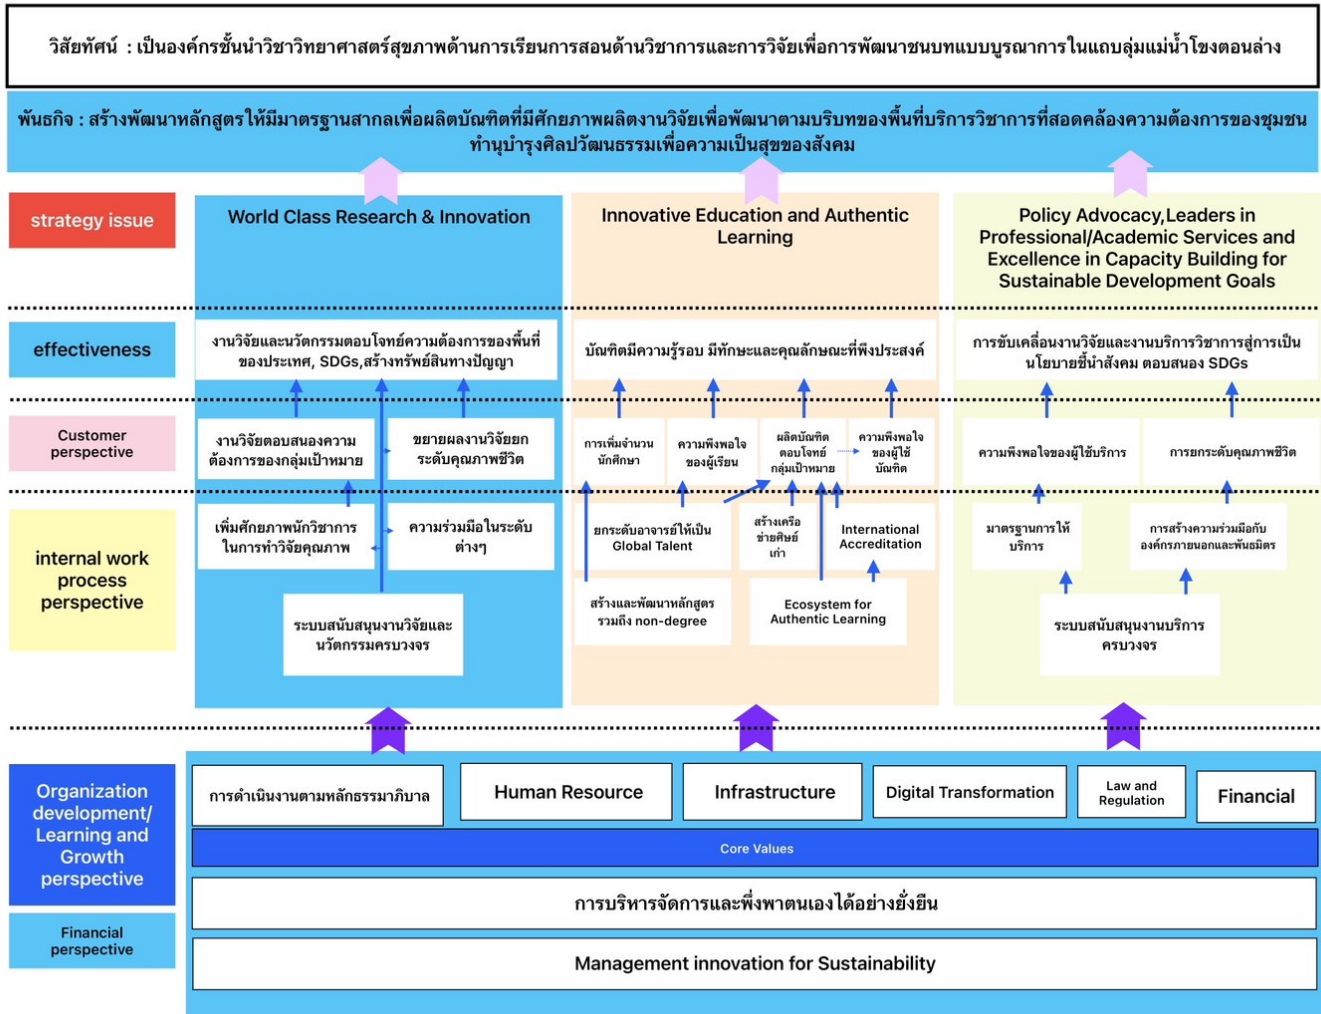 วิสัยทัศน์ : เป็นองค์กรชั้นนำวิชาวิทยาศาสตร์สุขภาพด้านการเรียนการสอนด้านวิชาการและการวิจัยเพื่อการพัฒนาชนบทแบบบูรณาการในแถบลุ่มแม่น้ำโขงตอนล่าง
พันธกิจ : สร้างพัฒนาหลักสูตรให้มีมาตรฐานสากลเพื่อผลิตบัณฑิตที่มีศักยภาพผลิตงานวิจัยเพื่อพัฒนาตามบริบทของพื้นที่บริการวิชาการที่สอดคล้องความต้องการของชุมชน
ทำนุบำรุงศิลปวัฒนธรรมเพื่อความเป็นสุขของสังคม
strategy issue
World Class Research & Innovation
Innovative Education and Authentic
Learning
Policy Advocacy,Leaders in
Professional/Academic Services and
Excellence in Capacity Building for
Sustainable Development Goals
effectiveness
งานวิจัยและนวัตกรรมตอบโจทย์ความต้องการของพื้นที่
ของประเทศ, SDGs,สร้างทรัพย์สินทางปัญญา
บัณฑิตมีความรู้รอบ มีทักษะและคุณลักษณะที่พึงประสงค์
การขับเคลื่อนงานวิจัยและงานบริการวิชาการสู่การเป็น
นโยบายชี้นำสังคม ตอบสนอง SDGs
Customer
perspective
งานวิจัยตอบสนองความ
ต้องการของกลุ่มเป้าหมาย
ขยายผลงานวิจัยยก
ระดับคุณภาพชีวิต
การเพิ่มจำนวน
นักศึกษา
ความพึงพอใจ
ของผู้เรียน
ผลิตบัณฑิต
ตอบโจทย์
กลุ่มเป้าหมาย
ความพึงพอใจ
ของผู้ใช้
บัณฑิต
ความพึงพอใจของผู้ใช้บริการ
การยกระดับคุณภาพชีวิต
internal work
process
perspective
เพิ่มศักยภาพนักวิชาการ
ในการทำวิจัยคุณภาพ
ความร่วมมือในระดับ
ต่างๆ
ยกระดับอาจารย์ให้เป็น
Global Talent
สร้างเครือ
ข่ายศิษย์
เก่า
International
Accreditation
มาตรฐานการให้
บริการ
การสร้างความร่วมมือกับ
องค์กรภายนอกและพันธมิตร
ระบบสนับสนุนงานวิจัยและ
นวัตกรรมครบวงจร
สร้างและพัฒนาหลักสูตร
รวมถึง non-degree
Ecosystem for
Authentic Learning
ระบบสนับสนุนงานบริการ
ครบวงจร
Organization
development/
Learning and
Growth
perspective
การดำเนินงานตามหลักธรรมาภิบาล
Human Resource
Infrastructure
Digital Transformation
Law and
Regulation
Financial
Core Values
การบริหารจัดการและพึ่งพาตนเองได้อย่างยั่งยืน
Financial
perspective
Management innovation for Sustainability